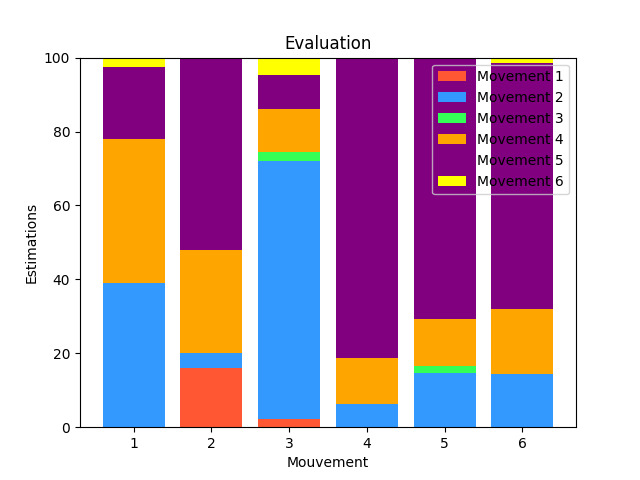 Evaluation
100
80
60
40
20
0
Estimations
Movement 1
Movement 2
Movement 3
Movement 4
Movement 5
Movement 6
1 2 3 4 5 6
Mouvement